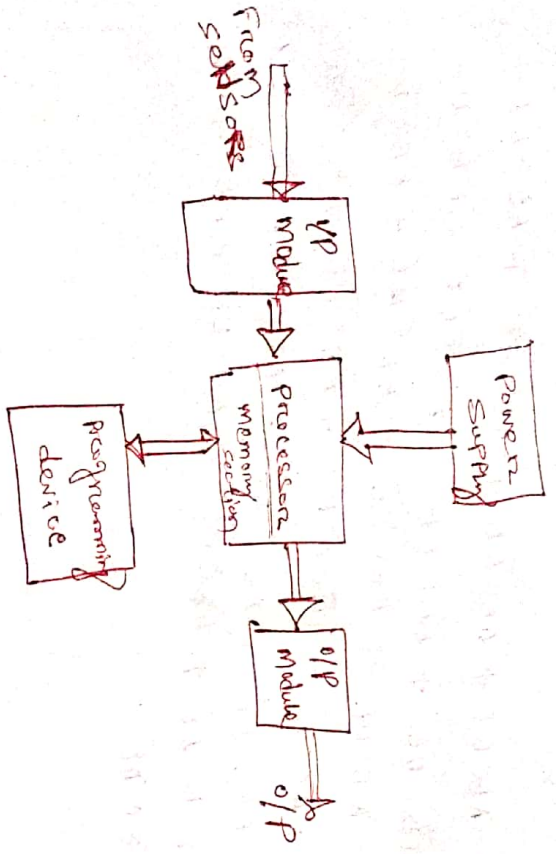 From
sensors
I/P
Module
Power
Supply
Processor
memory
section
programming
device
O/P
Module
O/P